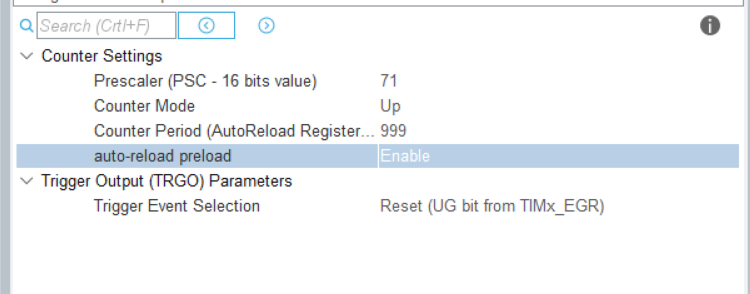 Search (Crtl+F)
Counter Settings
Prescaler (PSC - 16 bits value) 71
Counter Mode Up
Counter Period (AutoReload Register... 999
auto-reload preload Enable
Trigger Output (TRGO) Parameters
Trigger Event Selection Reset (UG bit from TIMx_EGR)